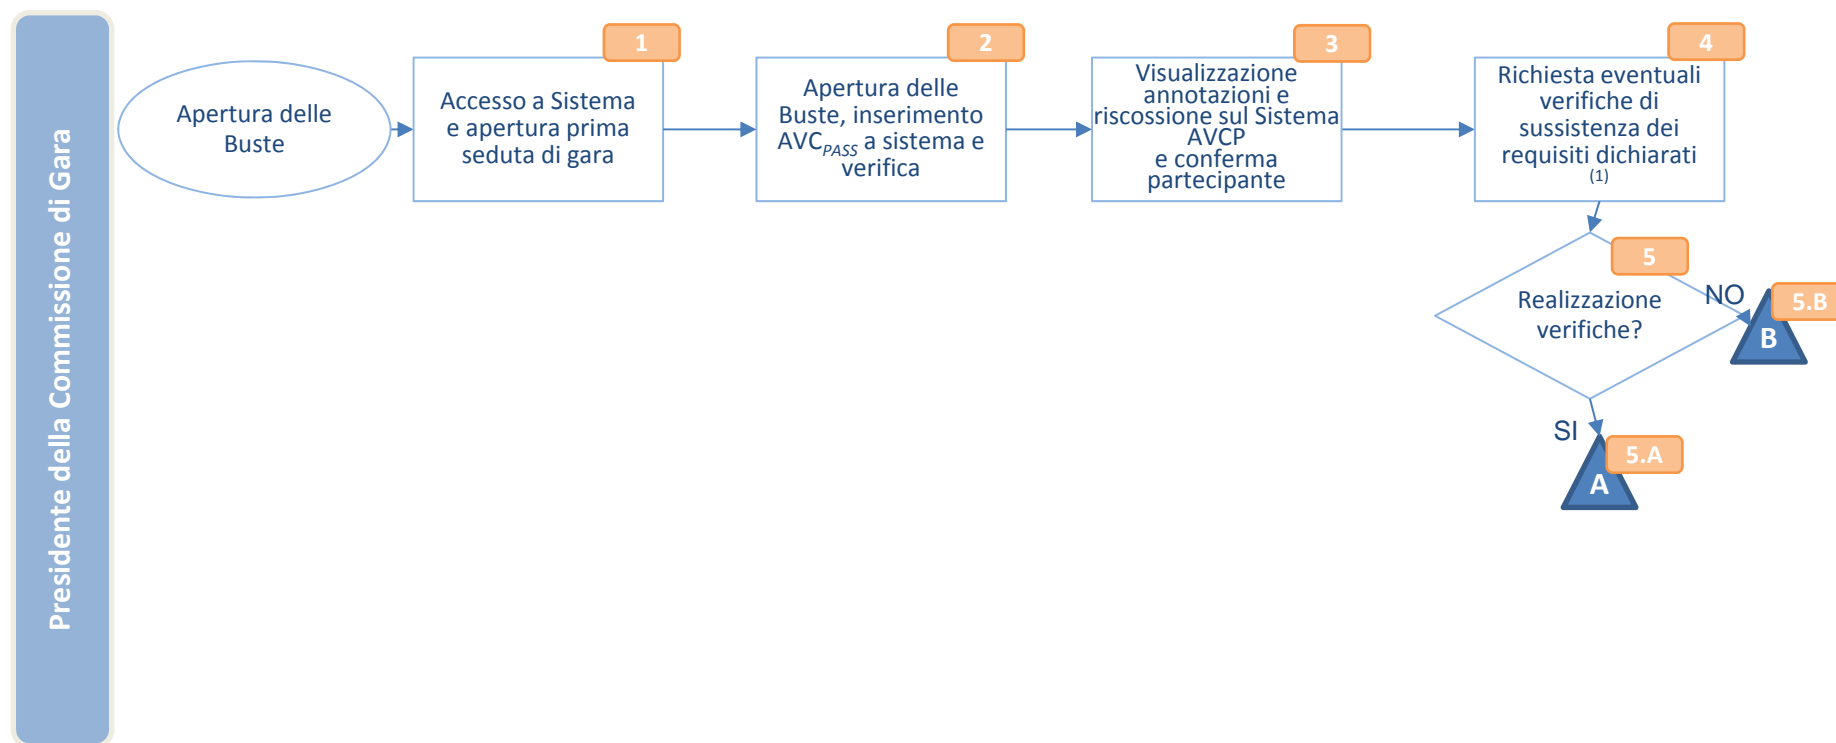 Presidente della Commissione di Gara
Apertura delle
Buste
1
Accesso a Sistema
e apertura prima
seduta di gara
2
Apertura delle
Buste, inserimento
AVCPASS a sistema e
verifica
3
Visualizzazione
annotazioni e
riscossione sul Sistema
AVCP
e conferma
partecipante
4
Richiesta eventuali
verifiche di
sussistenza dei
requisiti dichiarati
(1)
5
Realizzazione
verifiche?
NO
5.B
B
SI
5.A
A